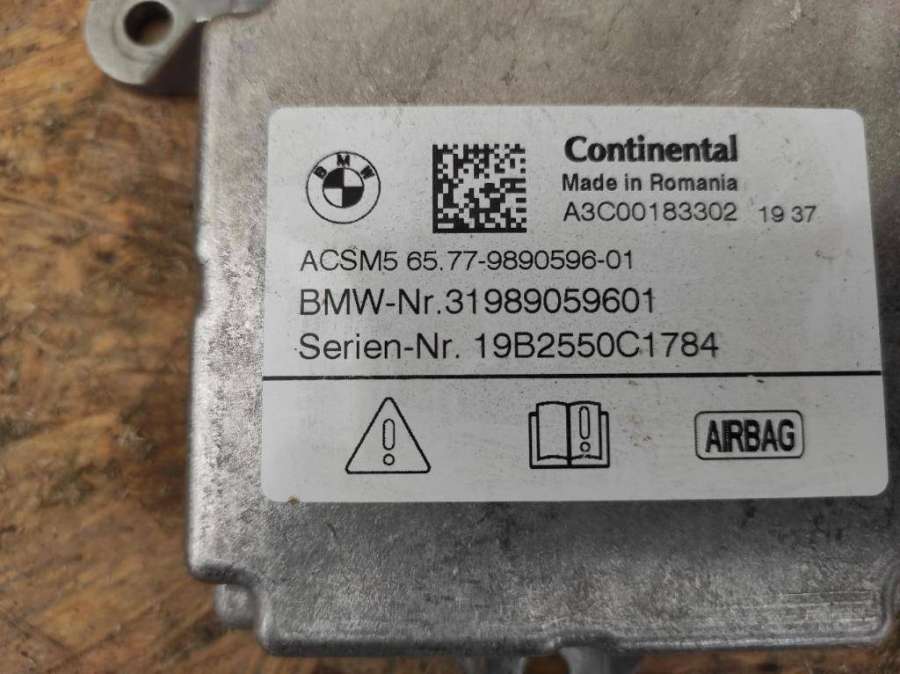 BMW
Continental
Made in Romania
A3C00183302 19 37
ACSM5 65.77-9890596-01
BMW-Nr.31989059601
Serien-Nr. 19B2550C1784
AIRBAG